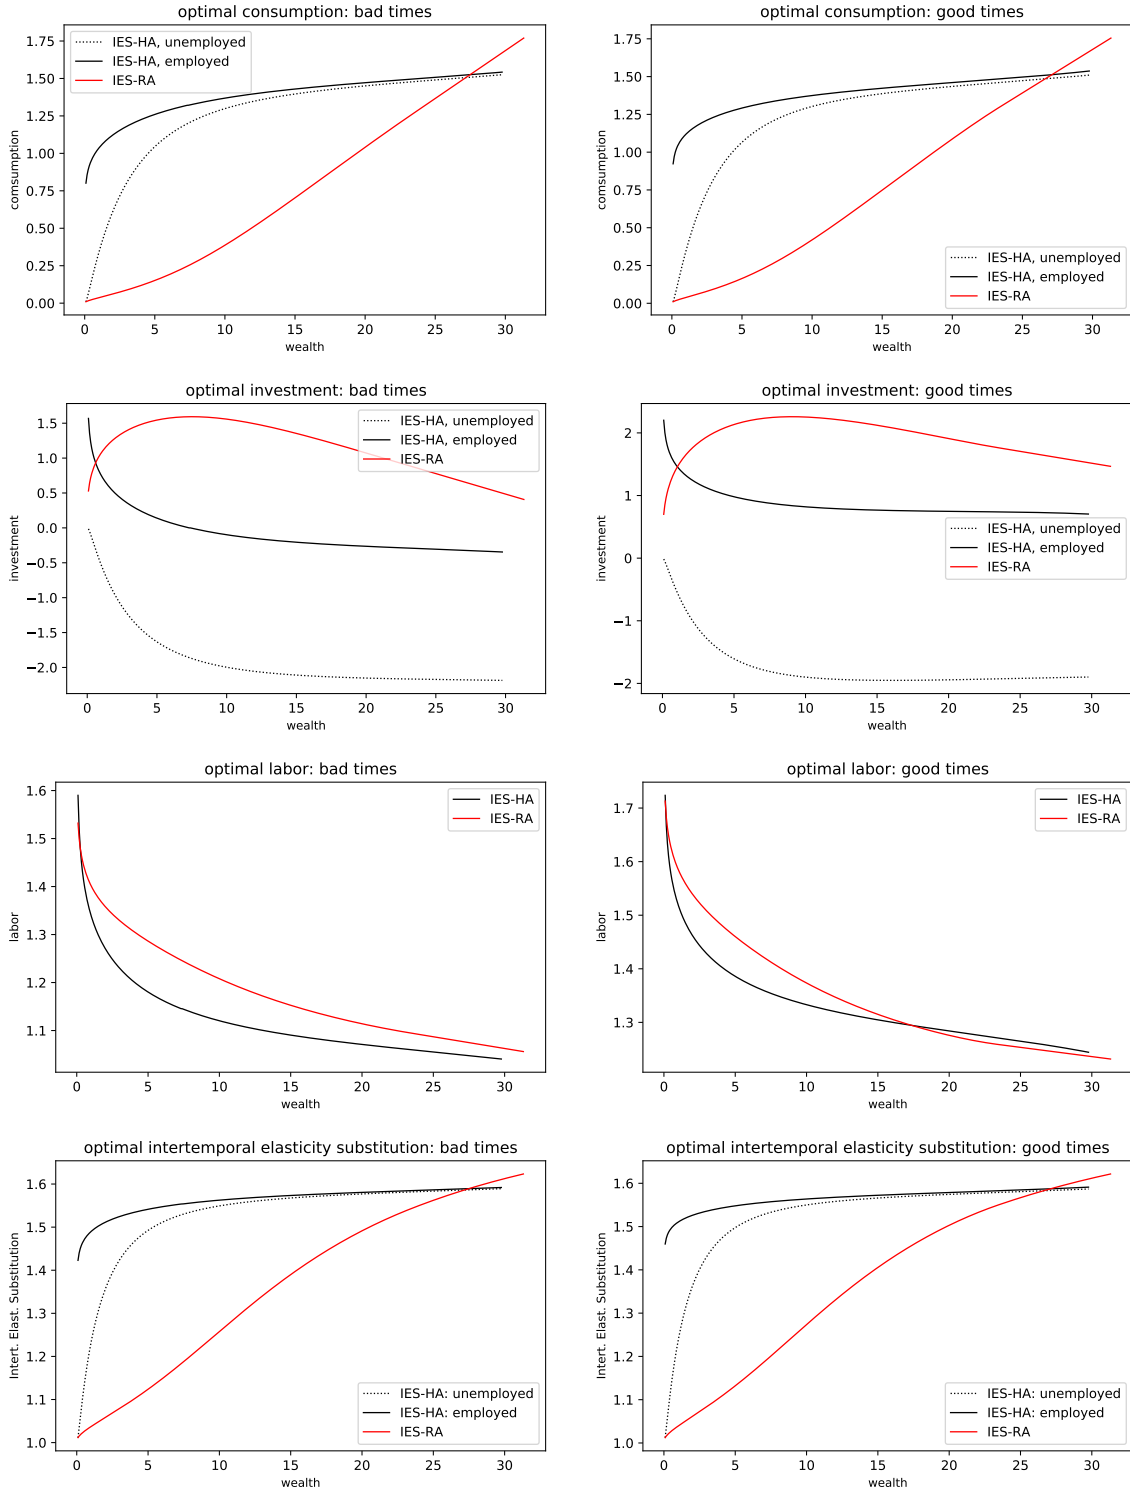 optimal consumption: bad times
comsumption
1.75
1.50
1.25
1.00
0.75
0.50
0.25
0.00
IES-HA, unemployed
IES-HA, employed
IES-RA
0 5 10 15 20 25 30
wealth
optimal consumption: good times
comsumption
1.75
1.50
1.25
1.00
0.75
0.50
0.25
0.00
IES-HA, unemployed
IES-HA, employed
IES-RA
0 5 10 15 20 25 30
wealth
optimal investment: bad times
investment
1.5
1.0
0.5
0.0
−0.5
−1.0
−1.5
−2.0
IES-HA, unemployed
IES-HA, employed
IES-RA
0 5 10 15 20 25 30
wealth
optimal investment: good times
investment
2
1
0
−1
−2
IES-HA, unemployed
IES-HA, employed
IES-RA
0 5 10 15 20 25 30
wealth
optimal labor: bad times
labor
1.6
1.5
1.4
1.3
1.2
1.1
IES-HA
IES-RA
0 5 10 15 20 25 30
wealth
optimal labor: good times
labor
1.7
1.6
1.5
1.4
1.3
IES-HA
IES-RA
0 5 10 15 20 25 30
wealth
optimal intertemporal elasticity substitution: bad times
Intert. Elast. Substitution
1.6
1.5
1.4
1.3
1.2
1.1
1.0
IES-HA: unemployed
IES-HA: employed
IES-RA
0 5 10 15 20 25 30
wealth
optimal intertemporal elasticity substitution: good times
Intert. Elast. Substitution
1.6
1.5
1.4
1.3
1.2
1.1
1.0
IES-HA: unemployed
IES-HA: employed
IES-RA
0 5 10 15 20 25 30
wealth